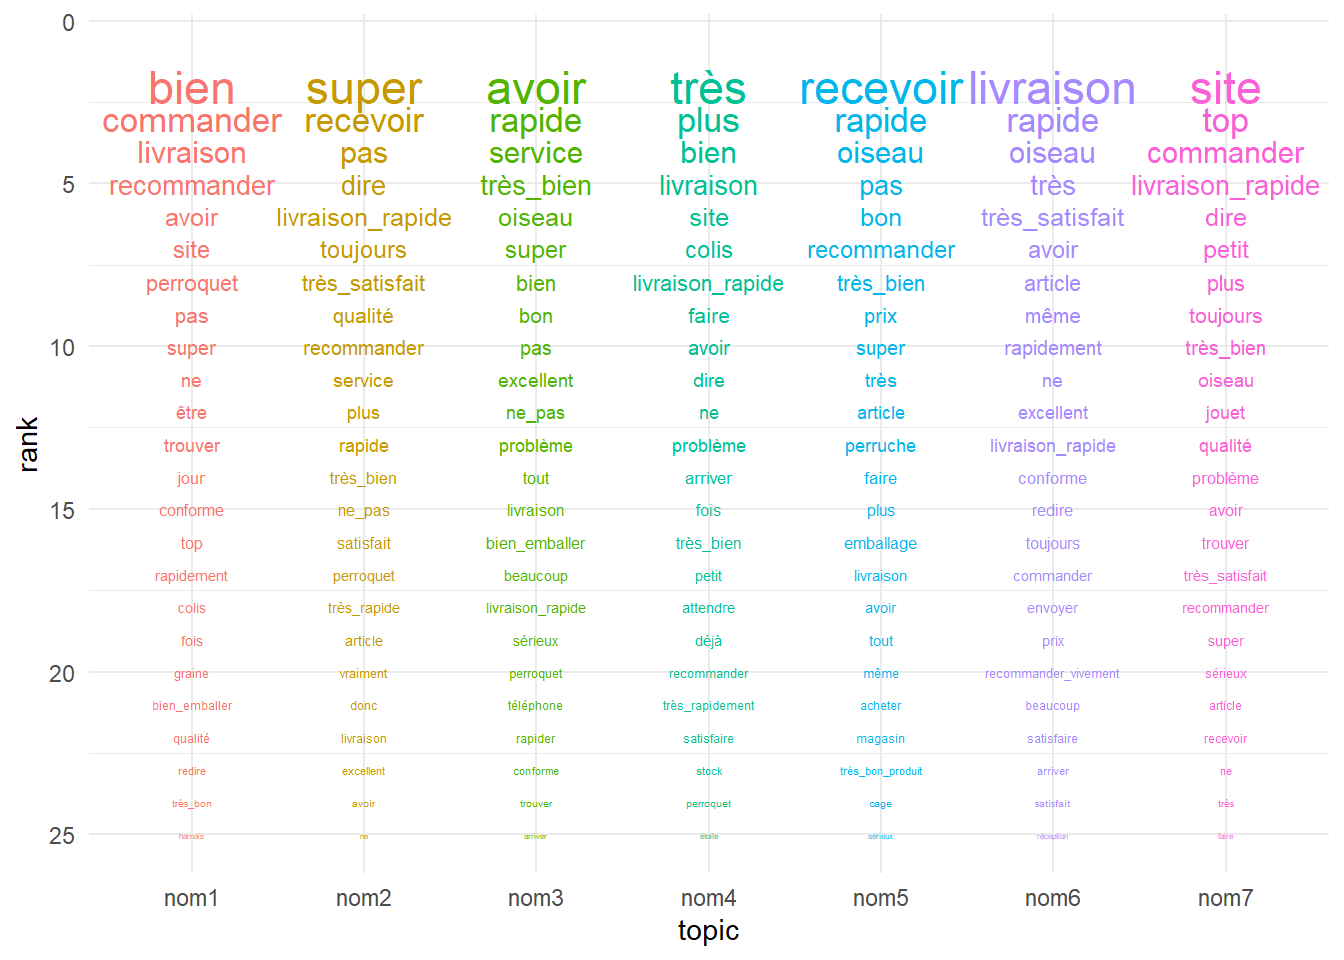 0
bien super avoir très recevoir livraison site
commander recevoir rapide plus rapide rapide top
livraison pas service bien oiseau oiseau commander
5 recommander dire très_bien livraison pas très livraison_rapide
avoir livraison_rapide oiseau site bon très_satisfait dire
site toujours super colis recommander avoir petit
perroquet très_satisfait bien livraison_rapide très_bien article plus
pas qualité bon faire prix même toujours
10 super recommander pas avoir super rapidement très_bien
ne service excellent dire très ne oiseau
être plus ne_pas ne article excellent jouet
trouver rapide problème problème perruche livraison_rapide qualité
rank
jour très_bien tout arriver faire conforme problème
15 conforme ne_pas livraison fois plus redire avoir
top satisfait bien_emballer très_bien emballage toujours trouver
rapidement perroquet beaucoup petit livraison commander très_satisfait
colis très_rapide livraison_rapide attendre avoir envoyer recommander
fois article sérieux déjà tout prix super
20 graine vraiment perroquet recommander même recommander_vivement sérieux
bien_emballer donc téléphone très_rapidement acheter beaucoup article
qualité livraison rapider satisfaire magasin satisfaire recevoir
redire excellent conforme stock très_bon_produit arriver ne
très_bon avoir trouver perroquet cage satisfait très
25 harnais ne arriver étoile sérieux réception faire
nom1 nom2 nom3 nom4 nom5 nom6 nom7
topic